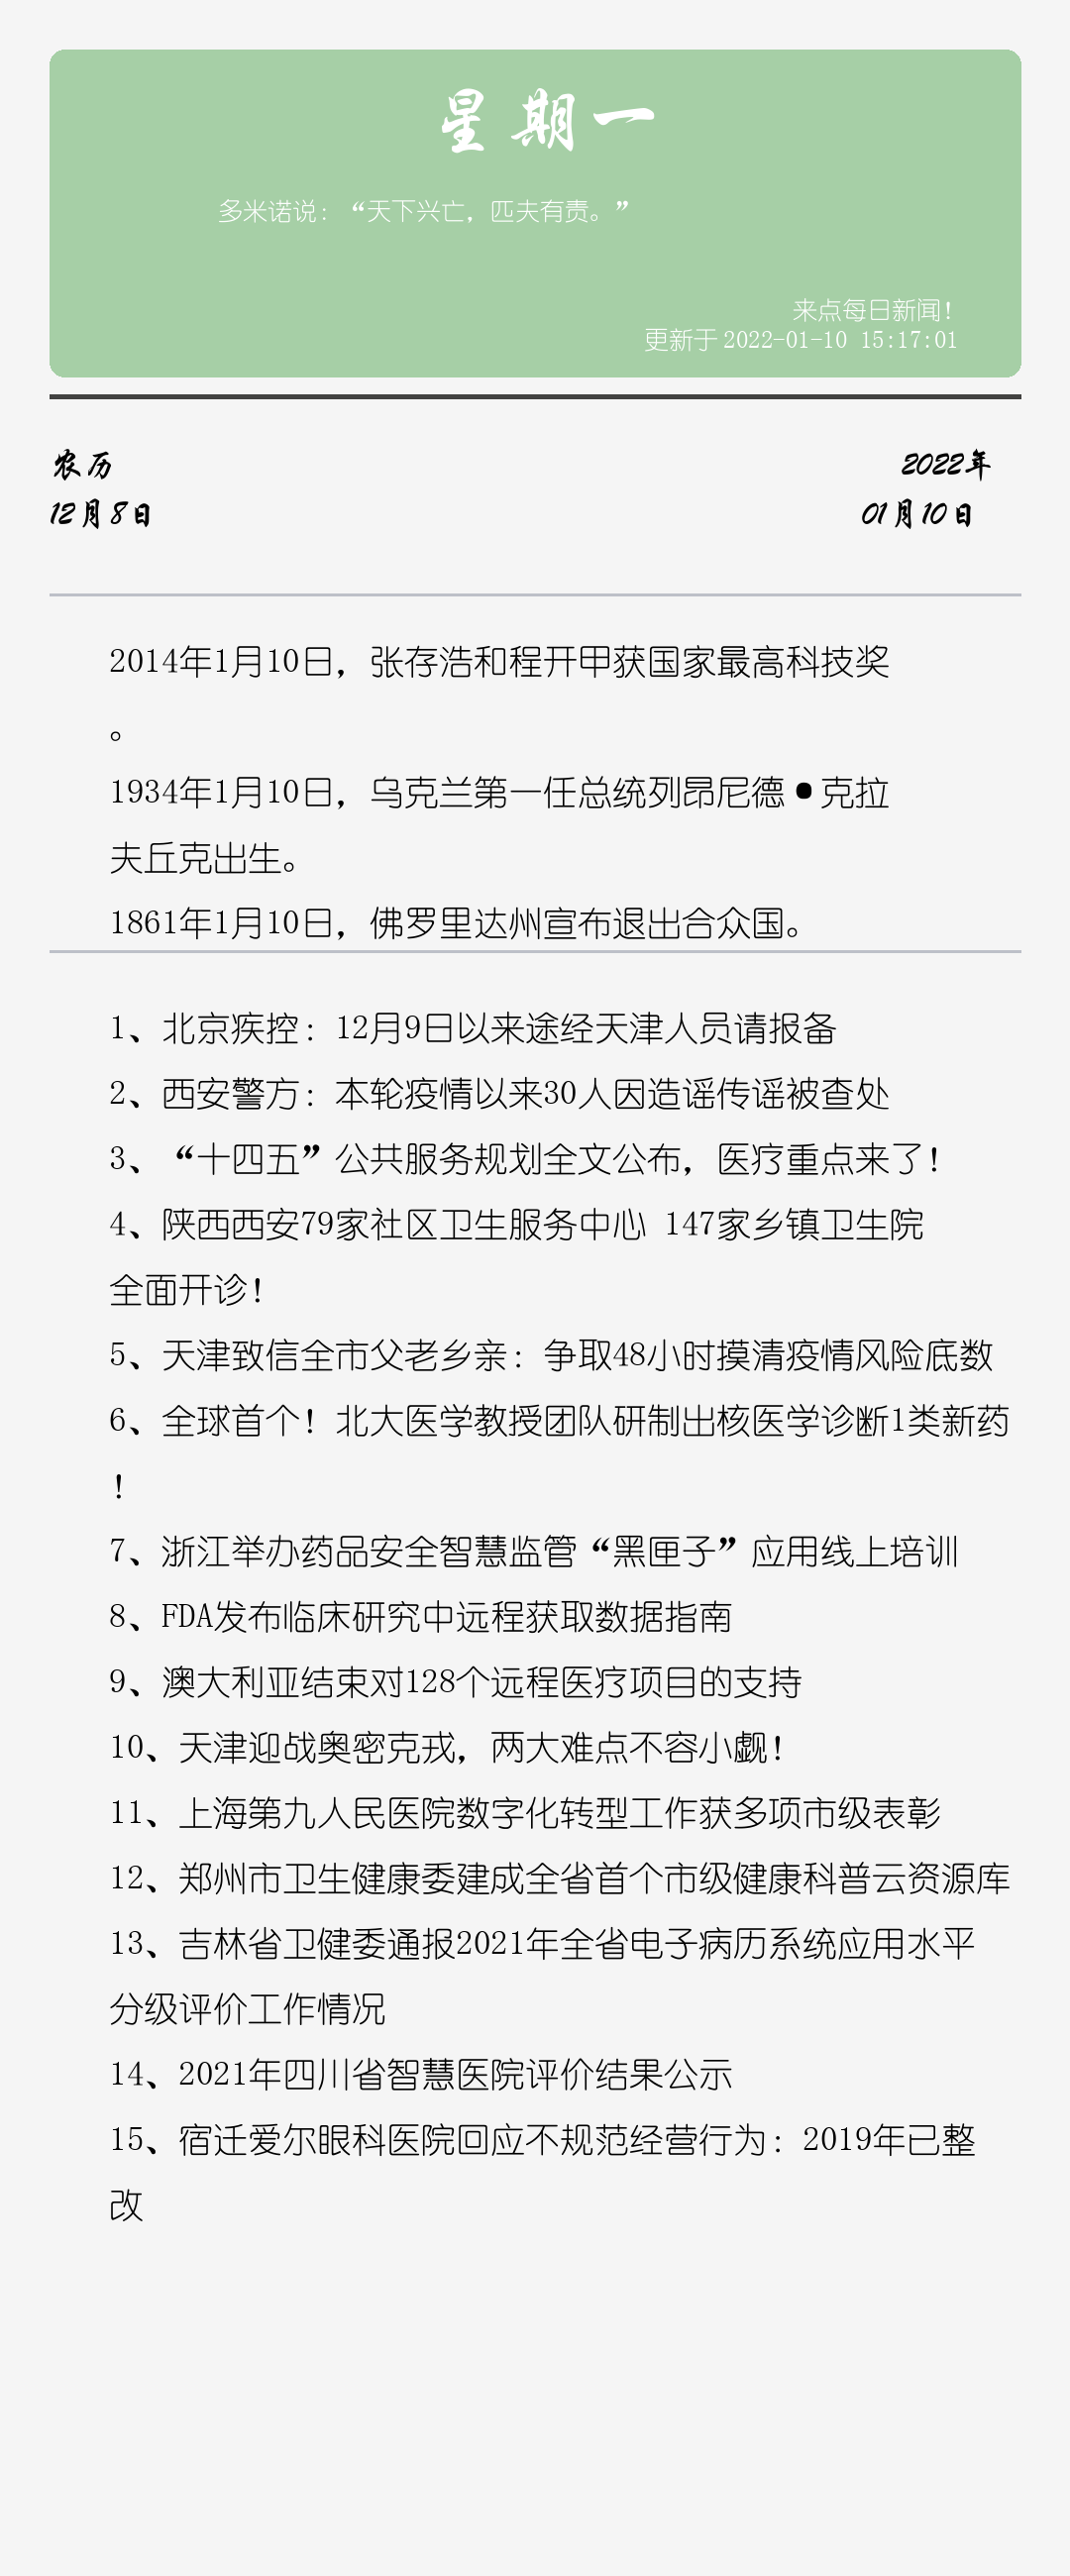 星期一
多米诺说：“天下兴亡，匹夫有责。”
来点每日新闻！
更新于 2022-01-10 15:17:01
农历
12月8日
2022年
01月10日
2014年1月10日，张存浩和程开甲获国家最高科技奖
。
1934年1月10日，乌克兰第一任总统列昂尼德•克拉
夫丘克出生。
1861年1月10日，佛罗里达州宣布退出合众国。
1、北京疾控：12月9日以来途经天津人员请报备
2、西安警方：本轮疫情以来30人因造谣传谣被查处
3、“十四五”公共服务规划全文公布，医疗重点来了！
4、陕西西安79家社区卫生服务中心 147家乡镇卫生院
全面开诊！
5、天津致信全市父老乡亲：争取48小时摸清疫情风险底数
6、全球首个！北大医学教授团队研制出核医学诊断1类新药
！
7、浙江举办药品安全智慧监管“黑匣子”应用线上培训
8、FDA发布临床研究中远程获取数据指南
9、澳大利亚结束对128个远程医疗项目的支持
10、天津迎战奥密克戎，两大难点不容小觑！
11、上海第九人民医院数字化转型工作获多项市级表彰
12、郑州市卫生健康委建成全省首个市级健康科普云资源库
13、吉林省卫健委通报2021年全省电子病历系统应用水平
分级评价工作情况
14、2021年四川省智慧医院评价结果公示
15、宿迁爱尔眼科医院回应不规范经营行为：2019年已整
改